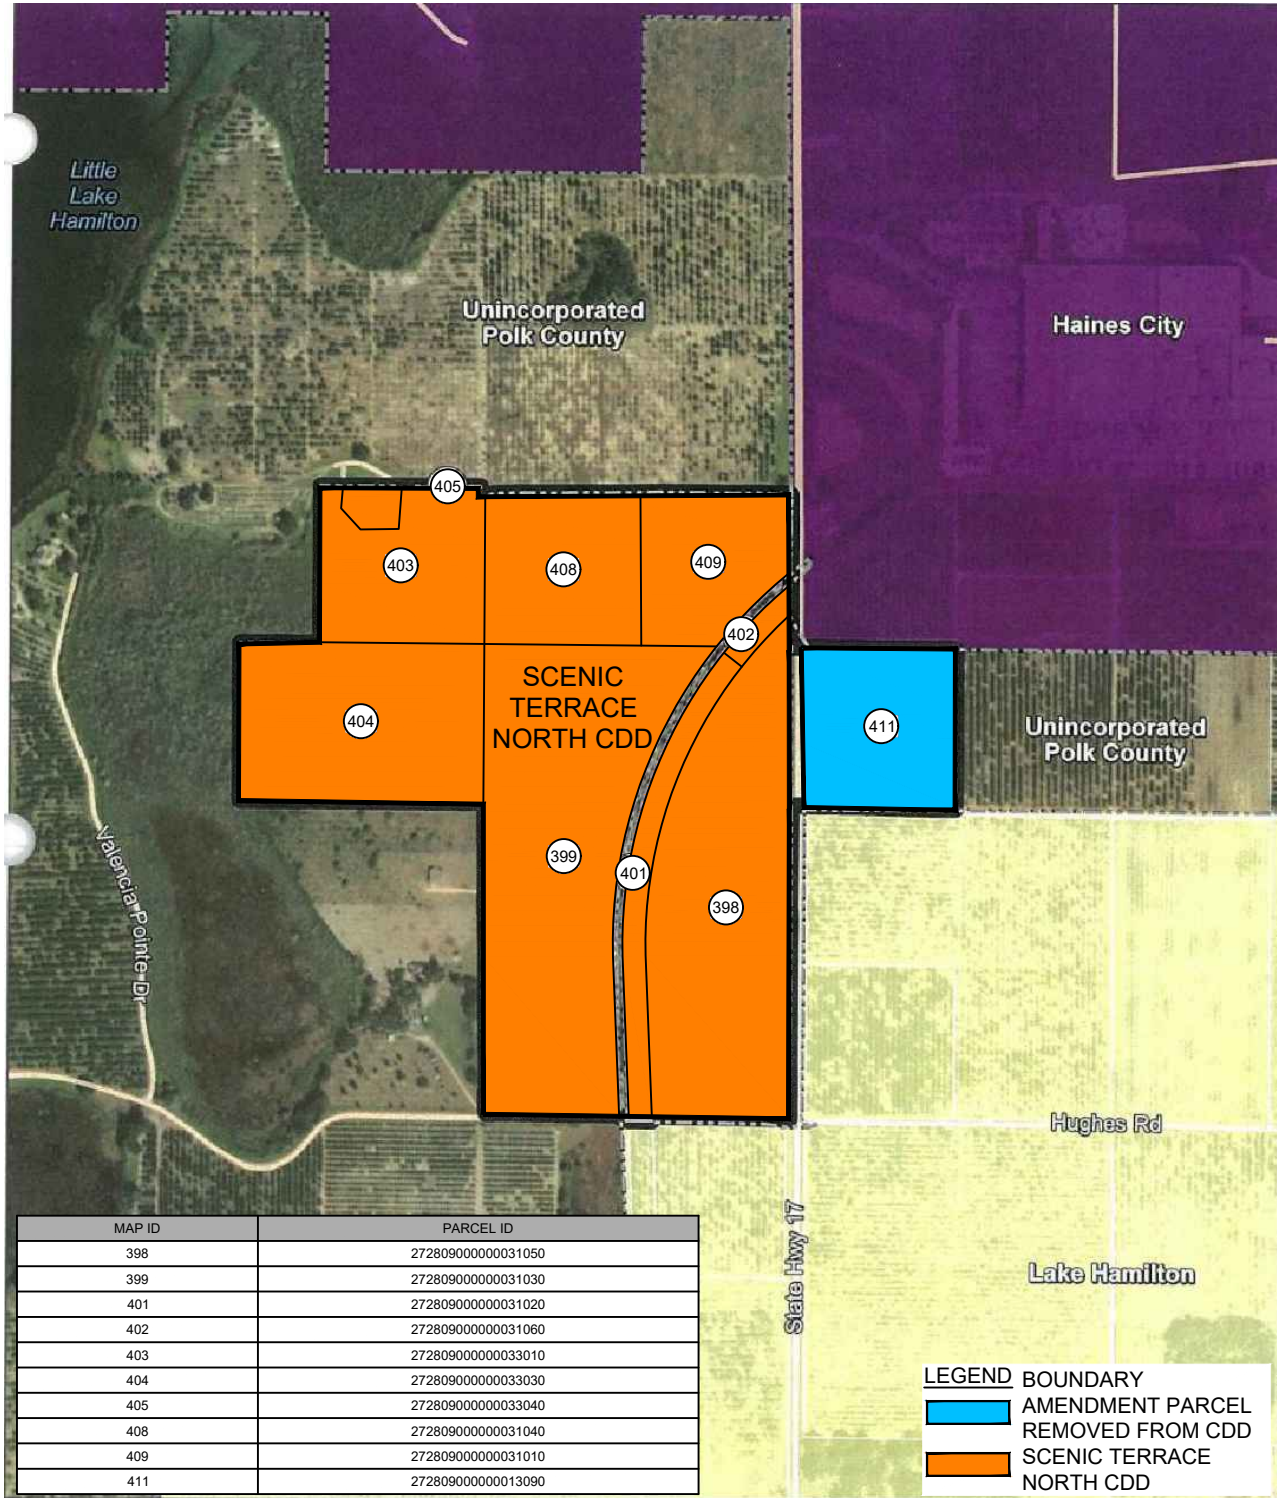 Little
Lake
Hamilton
Unincorporated
Polk County
Haines City
405
403
408
409
402
SCENIC
TERRACE
NORTH CDD
404
411
Unincorporated
Polk County
399
401
398
Valencia Pointe Dr
Hughes Rd
State Hwy 17
Lake Hamilton
MAP ID PARCEL ID
398 272809000000031050
399 272809000000031030
401 272809000000031020
402 272809000000031060
403 272809000000033010
404 272809000000033030
405 272809000000033040
408 272809000000031040
409 272809000000031010
411 272809000000013090
LEGEND BOUNDARY
AMENDMENT PARCEL
REMOVED FROM CDD
SCENIC TERRACE
NORTH CDD